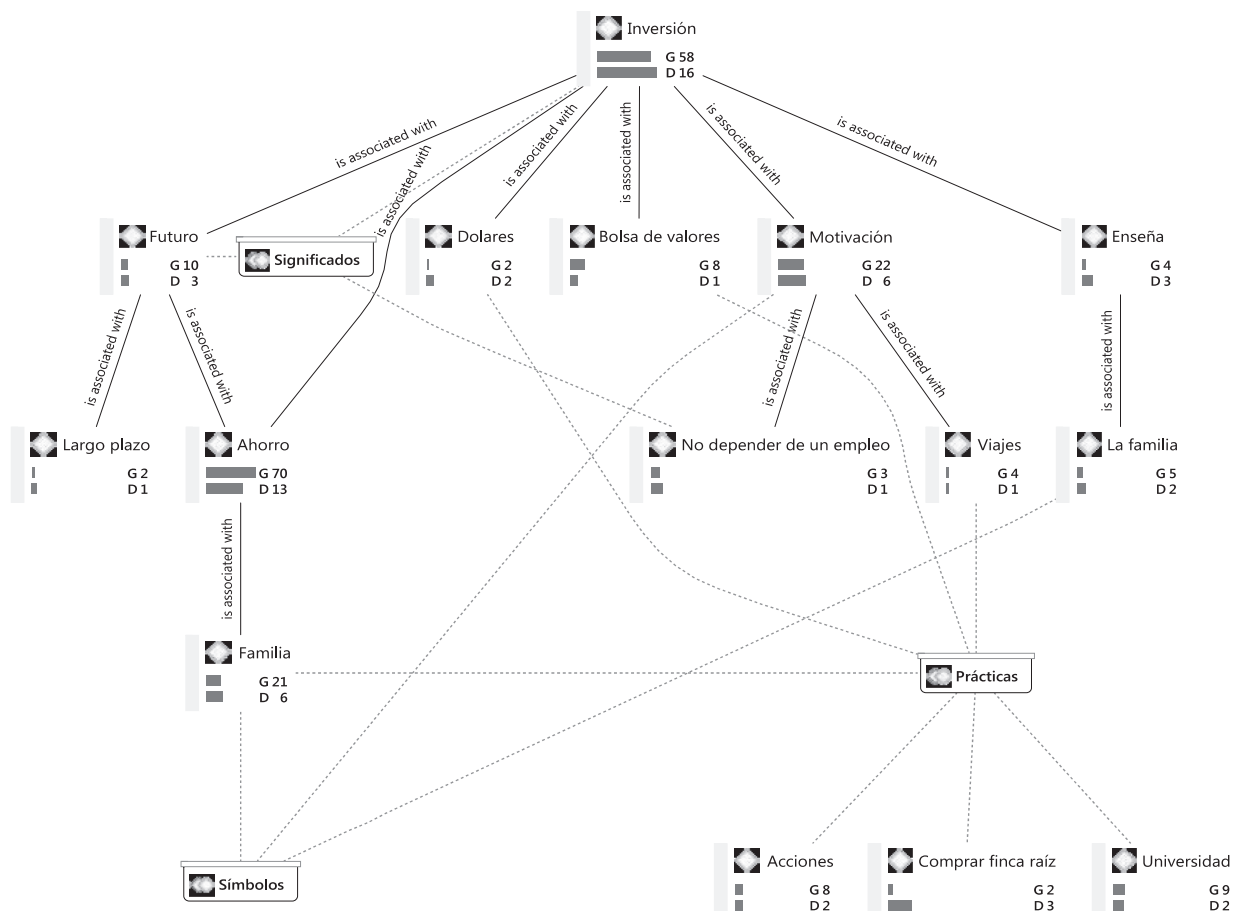 Inversión
G 58
D 16
is associated with
is associated with
is associated with
is associated with
is associated with
is associated with
is associated with
Futuro
G 10
D 3
Significados
Dolares
G 2
D 2
Bolsa de valores
G 8
D 1
Motivación
G 22
D 6
Enseña
G 4
D 3
is associated with
is associated with
is associated with
is associated with
is associated with
Largo plazo
G 2
D 1
Ahorro
G 70
D 13
No depender de un empleo
G 3
D 1
Viajes
G 4
D 1
La familia
G 5
D 2
is associated with
Familia
G 21
D 6
Prácticas
Símbolos
Acciones
G 8
D 2
Comprar finca raíz
G 2
D 3
Universidad
G 9
D 2